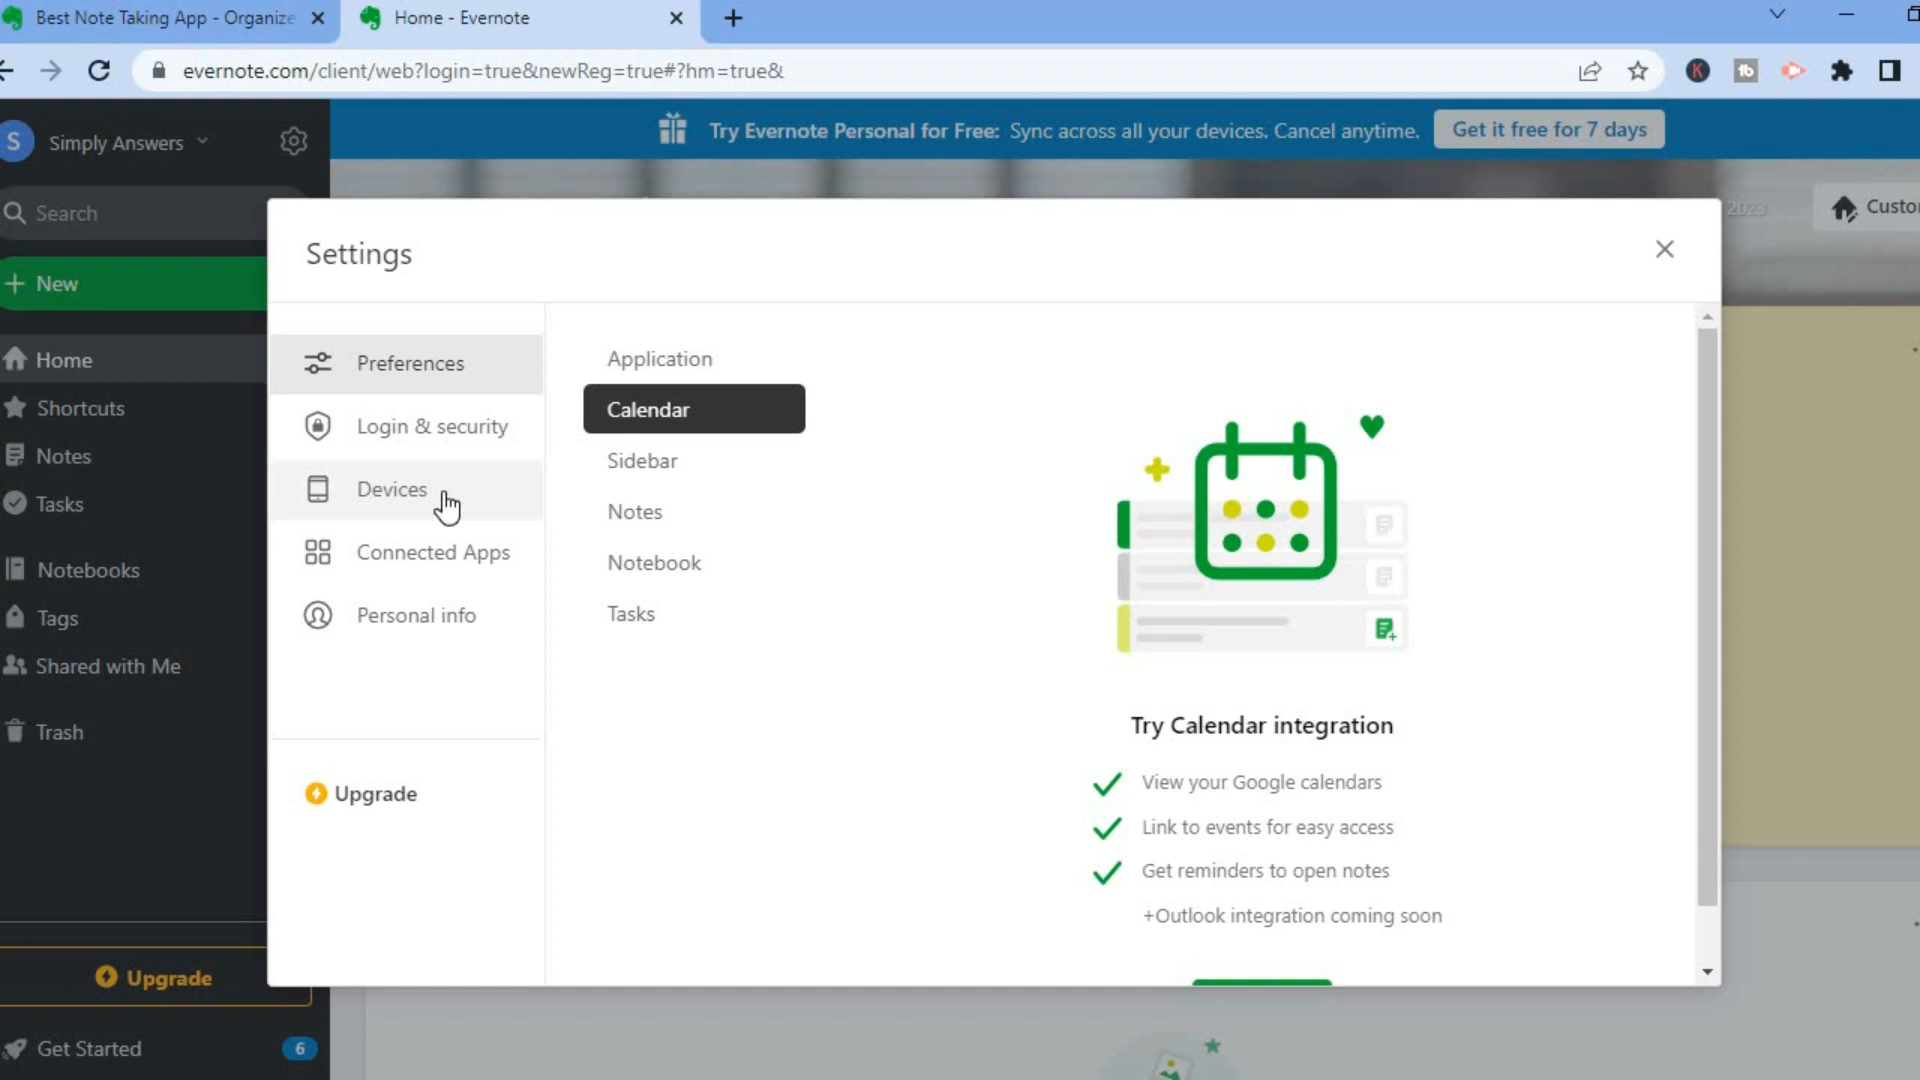 Best Note Taking App - Organize
Home - Evernote
evernote.com/client/web?login=true&newReg=true#?hm=true&
K
tb
S
Simply Answers
Try Evernote Personal for Free: Sync across all your devices. Cancel anytime.
Get it free for 7 days
Search
2023
Custo
Settings
New
Home
Shortcuts
Notes
Tasks
Notebooks
Tags
Shared with Me
Trash
Upgrade
Get Started
6
Preferences
Login & security
Devices
Connected Apps
Personal info
Upgrade
Application
Calendar
Sidebar
Notes
Notebook
Tasks
Try Calendar integration
View your Google calendars
Link to events for easy access
Get reminders to open notes
+Outlook integration coming soon